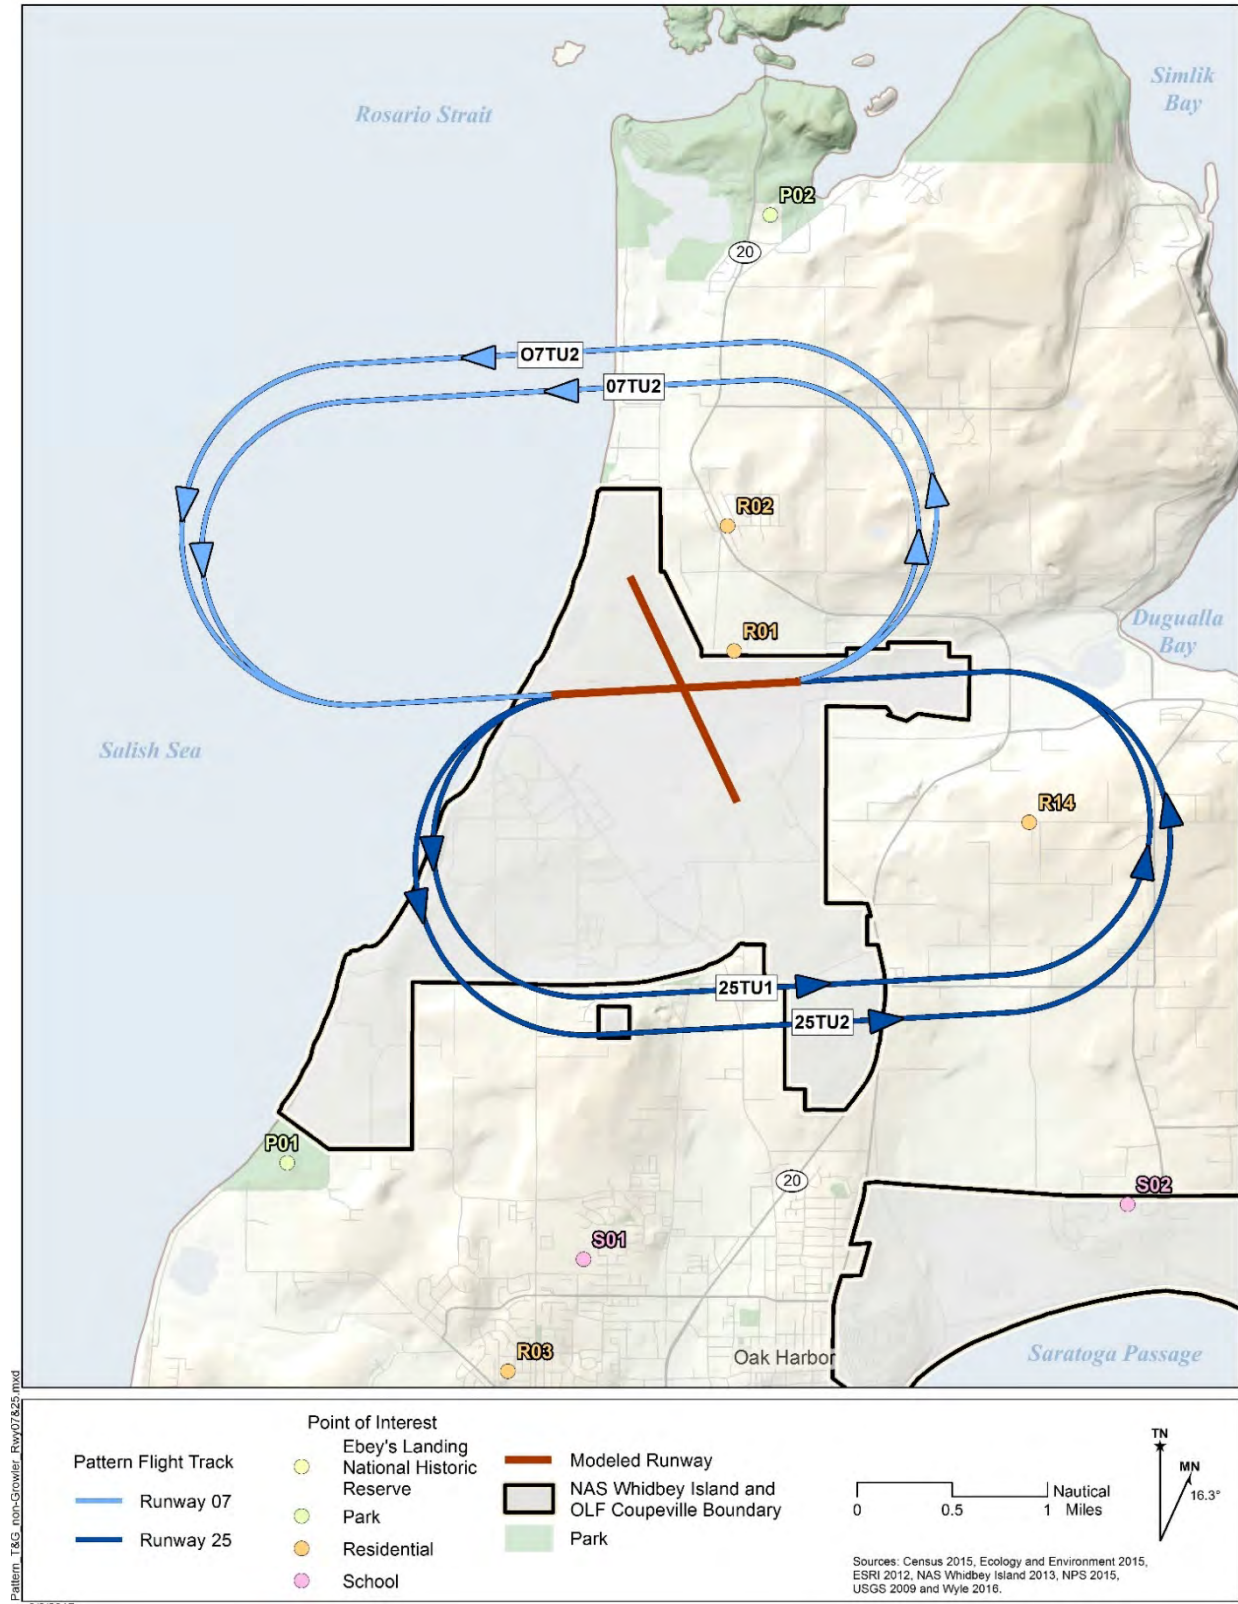 Rosario Strait
Simlik
Bay
P02
20
O7TU2
07TU2
R02
R01
Dugualla
Bay
Salish Sea
R14
25TU1
25TU2
P01
20
S02
S01
R03
Oak Harbor
Saratoga Passage
Pattern_T&G_non-Growler_Rwy07&25.mxd
Pattern Flight Track
Runway 07
Runway 25
Point of Interest
Ebey's Landing
National Historic
Reserve
Park
Residential
School
Modeled Runway
NAS Whidbey Island and
OLF Coupeville Boundary
Park
0 0.5 1
Nautical
Miles
TN
MN
16.3°
Sources: Census 2015, Ecology and Environment 2015,
ESRI 2012, NAS Whidbey Island 2013, NPS 2015,
USGS 2009 and Wyle 2016.